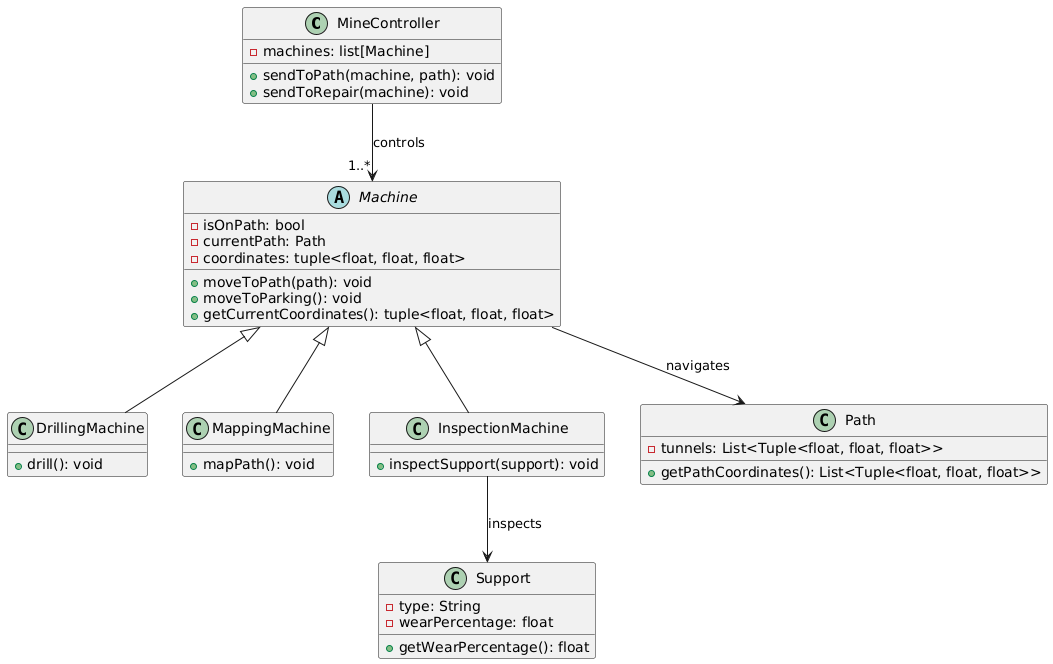 C MineController
machines: list[Machine]
sendToPath(machine, path): void
sendToRepair(machine): void
controls
1..*
A Machine
isOnPath: bool
currentPath: Path
coordinates: tuple<float, float, float>
moveToPath(path): void
moveToParking(): void
getCurrentCoordinates(): tuple<float, float, float>
navigates
C DrillingMachine
drill(): void
C MappingMachine
mapPath(): void
C InspectionMachine
inspectSupport(support): void
C Path
tunnels: List<Tuple<float, float, float>>
getPathCoordinates(): List<Tuple<float, float, float>>
inspects
C Support
type: String
wearPercentage: float
getWearPercentage(): float